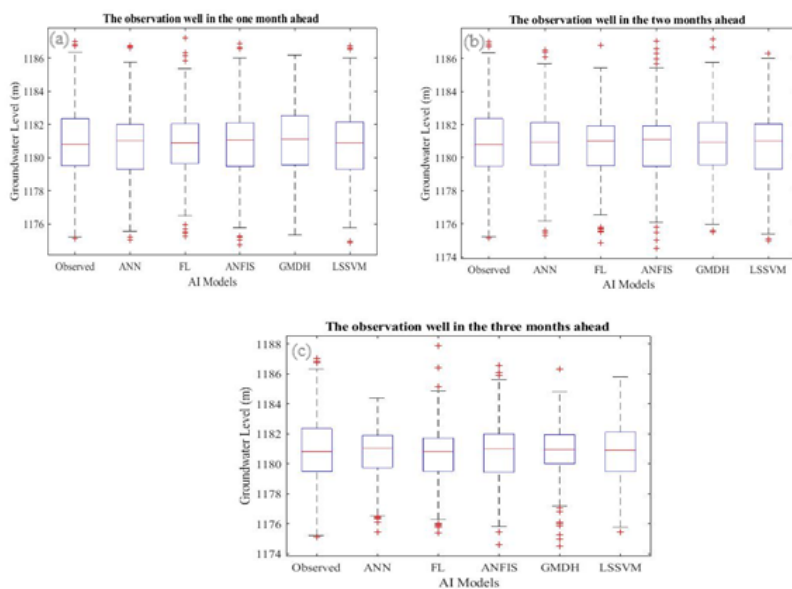 The observation well in the one month ahead
(a)
Groundwater Level (m)
1186
1184
1182
1180
1178
1176
Observed ANN FL ANFIS GMDH LSSVM
AI Models
The observation well in the two months ahead
(b)
Groundwater Level (m)
1186
1184
1182
1180
1178
1176
1174
Observed ANN FL ANFIS GMDH LSSVM
AI Models
The observation well in the three months ahead
(c)
Groundwater Level (m)
1188
1186
1184
1182
1180
1178
1176
1174
Observed ANN FL ANFIS GMDH LSSVM
AI Models